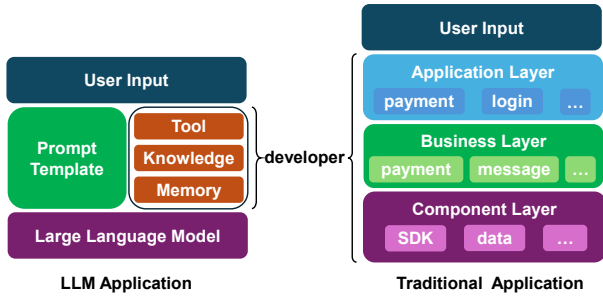 User Input
Prompt
Template
Tool
Knowledge
Memory
Large Language Model
LLM Application
developer
User Input
Application Layer
payment login ...
Business Layer
payment message ...
Component Layer
SDK data ...
Traditional Application